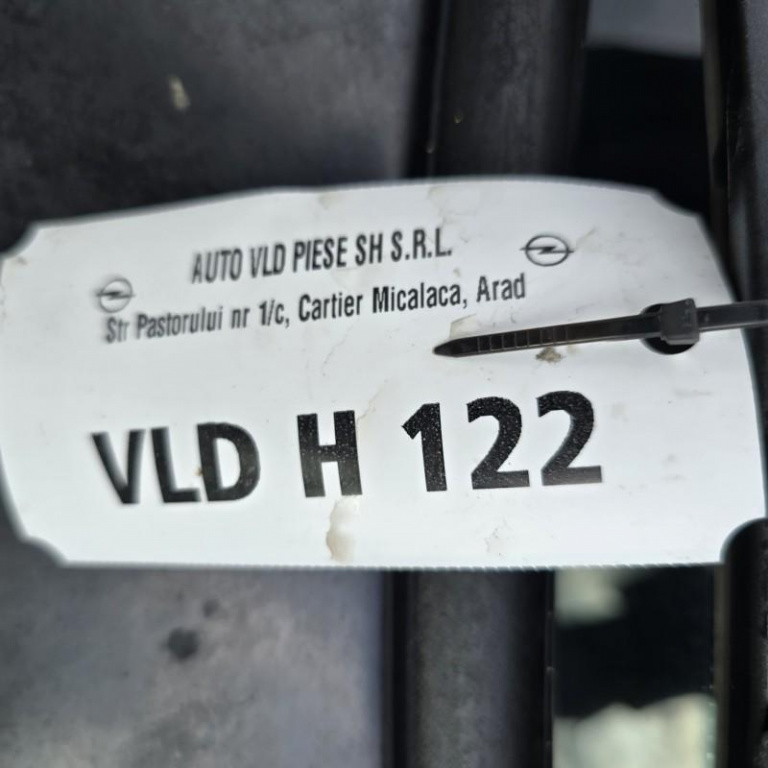 AUTO VLD PIESE SH S.R.L.
Str Pastorului nr 1/c, Cartier Micalaca, Arad
VLD H 122